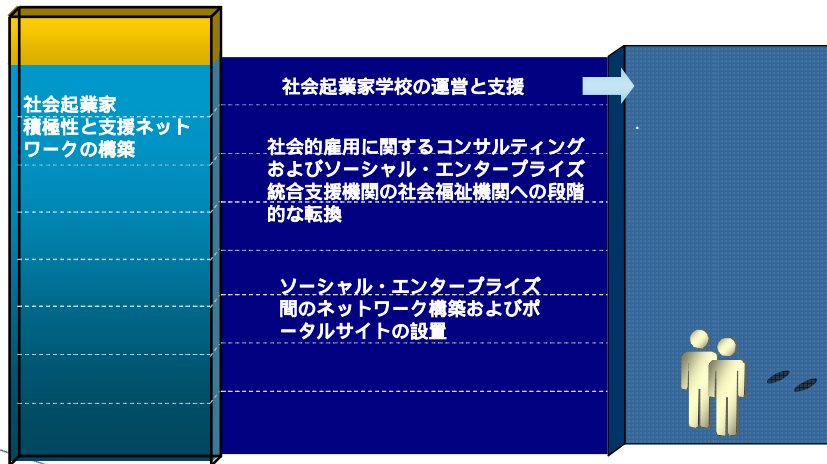 社会起業家
積極性と支援ネット
ワークの構築
社会起業家学校の運営と支援
社会的雇用に関するコンサルティング
およびソーシャル・エンタープライズ
統合支援機関の社会福祉機関への段階
的な転換
ソーシャル・エンタープライズ
間のネットワーク構築およびポ
ータルサイトの設置